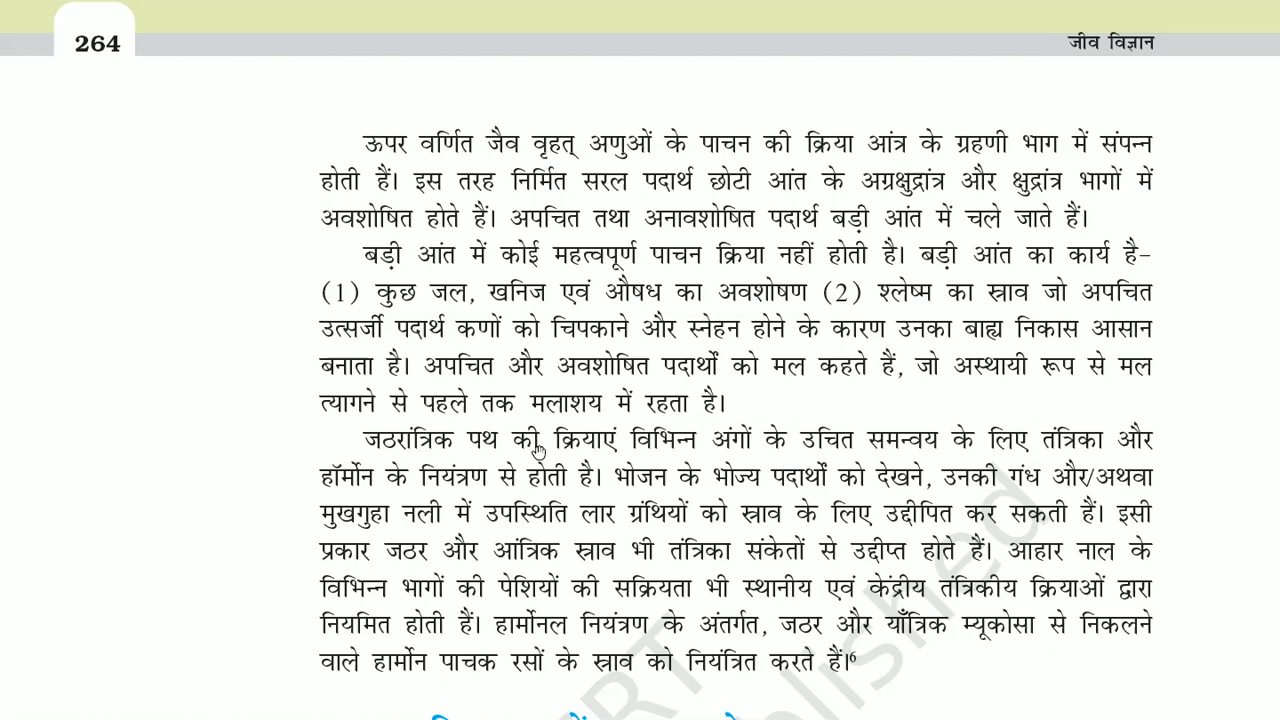 264
जीव विज्ञान
ऊपर वर्णित जैव वृहत् अणुओं के पाचन की क्रिया आंत्र के ग्रहणी भाग में संपन्न
होती हैं। इस तरह निर्मित सरल पदार्थ छोटी आंत के अग्रक्षुद्रांत्र और क्षुद्रांत्र भागों में
अवशोषित होते हैं। अपचित तथा अनावशोषित पदार्थ बड़ी आंत में चले जाते हैं।
बड़ी आंत में कोई महत्वपूर्ण पाचन क्रिया नहीं होती है। बड़ी आंत का कार्य है–
(1) कुछ जल, खनिज एवं औषध का अवशोषण (2) श्लेष्म का स्राव जो अपचित
उत्सर्जी पदार्थ कणों को चिपकाने और स्नेहन होने के कारण उनका बाह्य निकास आसान
बनाता है। अपचित और अवशोषित पदार्थों को मल कहते हैं, जो अस्थायी रूप से मल
त्यागने से पहले तक मलाशय में रहता है।
जठरांत्रिक पथ की क्रियाएं विभिन्न अंगों के उचित समन्वय के लिए तंत्रिका और
हॉर्मोन के नियंत्रण से होती है। भोजन के भोज्य पदार्थों को देखने, उनकी गंध और/अथवा
मुखगुहा नली में उपस्थिति लार ग्रंथियों को स्राव के लिए उद्दीपित कर सकती हैं। इसी
प्रकार जठर और आंत्रिक स्राव भी तंत्रिका संकेतों से उद्दीप्त होते हैं। आहार नाल के
विभिन्न भागों की पेशियों की सक्रियता भी स्थानीय एवं केंद्रीय तंत्रिकीय क्रियाओं द्वारा
नियमित होती हैं। हार्मोनल नियंत्रण के अंतर्गत, जठर और याँत्रिक म्यूकोसा से निकलने
वाले हार्मोन पाचक रसों के स्राव को नियंत्रित करते हैं।⁶